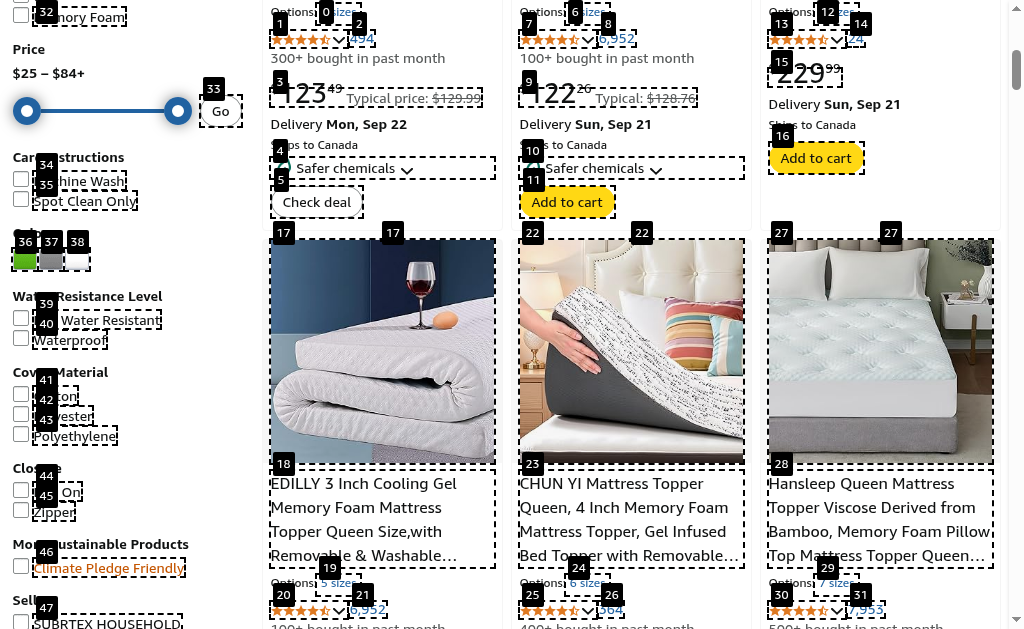 32
Memory Foam
Price
$25 – $84+
33
Go
Care Instructions
34
Machine Wash
35
Spot Clean Only
36 37 38
Water Resistance Level
39
Water Resistant
40
Waterproof
Cover Material
41
Cotton
42
Polyester
43
Polyethylene
Closure
44
On
45
Zipper
More Sustainable Products
46
Climate Pledge Friendly
47
SUBRTEX HOUSEHOLD
Options: 0 sizes
1 2
494
300+ bought in past month
3
123 49 Typical price: $129.99
Delivery Mon, Sep 22
4
Ships to Canada
Safer chemicals
5
Check deal
Options: 6 sizes
7 8
6,952
100+ bought in past month
9
122 26 Typical: $128.76
Delivery Sun, Sep 21
10
Ships to Canada
Safer chemicals
11
Add to cart
12 sizes
13 14
24
15
229 99
Delivery Sun, Sep 21
Ships to Canada
16
Add to cart
17 17
18
EDILLY 3 Inch Cooling Gel
Memory Foam Mattress
Topper Queen Size,with
Removable & Washable…
19
Options: 5 sizes
20 21
6,952
100+ bought in past month
22 22
23
CHUN YI Mattress Topper
Queen, 4 Inch Memory Foam
Mattress Topper, Gel Infused
Bed Topper with Removable…
24
Options: 6 sizes
25 26
364
400+ bought in past month
27 27
28
Hansleep Queen Mattress
Topper Viscose Derived from
Bamboo, Memory Foam Pillow
Top Mattress Topper Queen…
29
Options: 7 sizes
30 31
7,953
500+ bought in past month